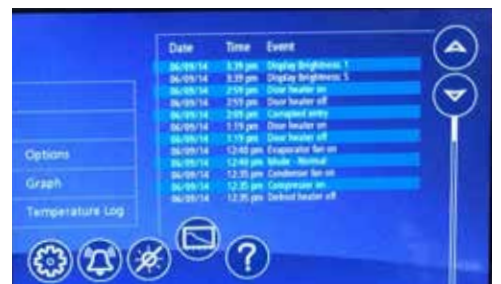 Date Time Event
06/09/14 3:39 pm Display Brightness: 1
06/09/14 3:39 pm Display Brightness: 5
06/09/14 2:59 pm Door heater on
06/09/14 2:59 pm Door heater off
06/09/14 pm Corrupted entry
06/09/14 1:19 pm Door heater on
06/09/14 1:19 pm Door heater off
06/09/14 12:40 pm Evaporator fan on
06/09/14 12:40 pm Mode - Normal
06/09/14 12:35 pm Condenser fan on
06/09/14 12:35 pm Compressor on
06/09/14 12:35 pm Defrost heater off
Options
Graph
Temperature Log
?